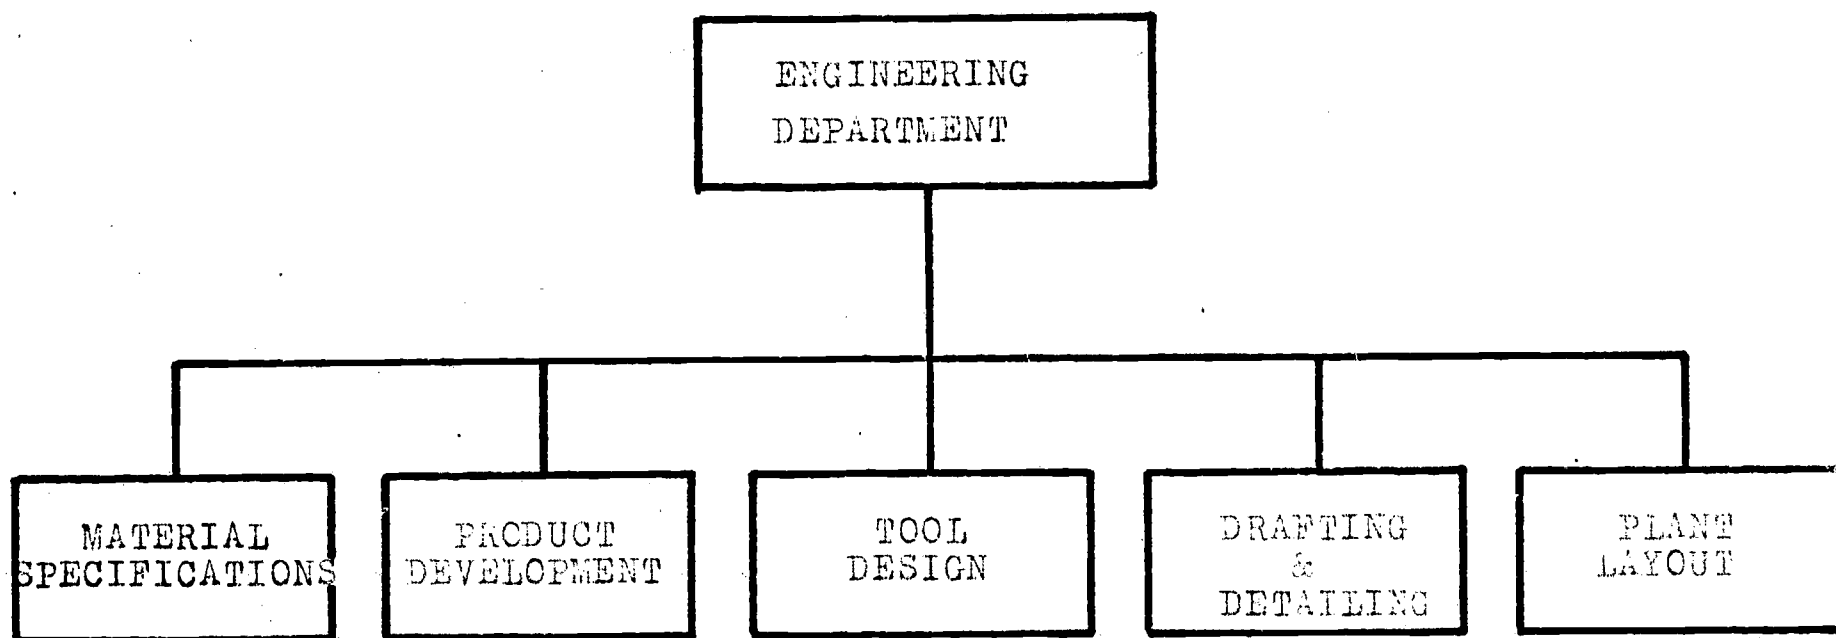 ENGINEERING
DEPARTMENT
MATERIAL
SPECIFICATIONS
PRODUCT
DEVELOPMENT
TOOL
DESIGN
DRAFTING
&
DETAILING
PLANT
LAYOUT